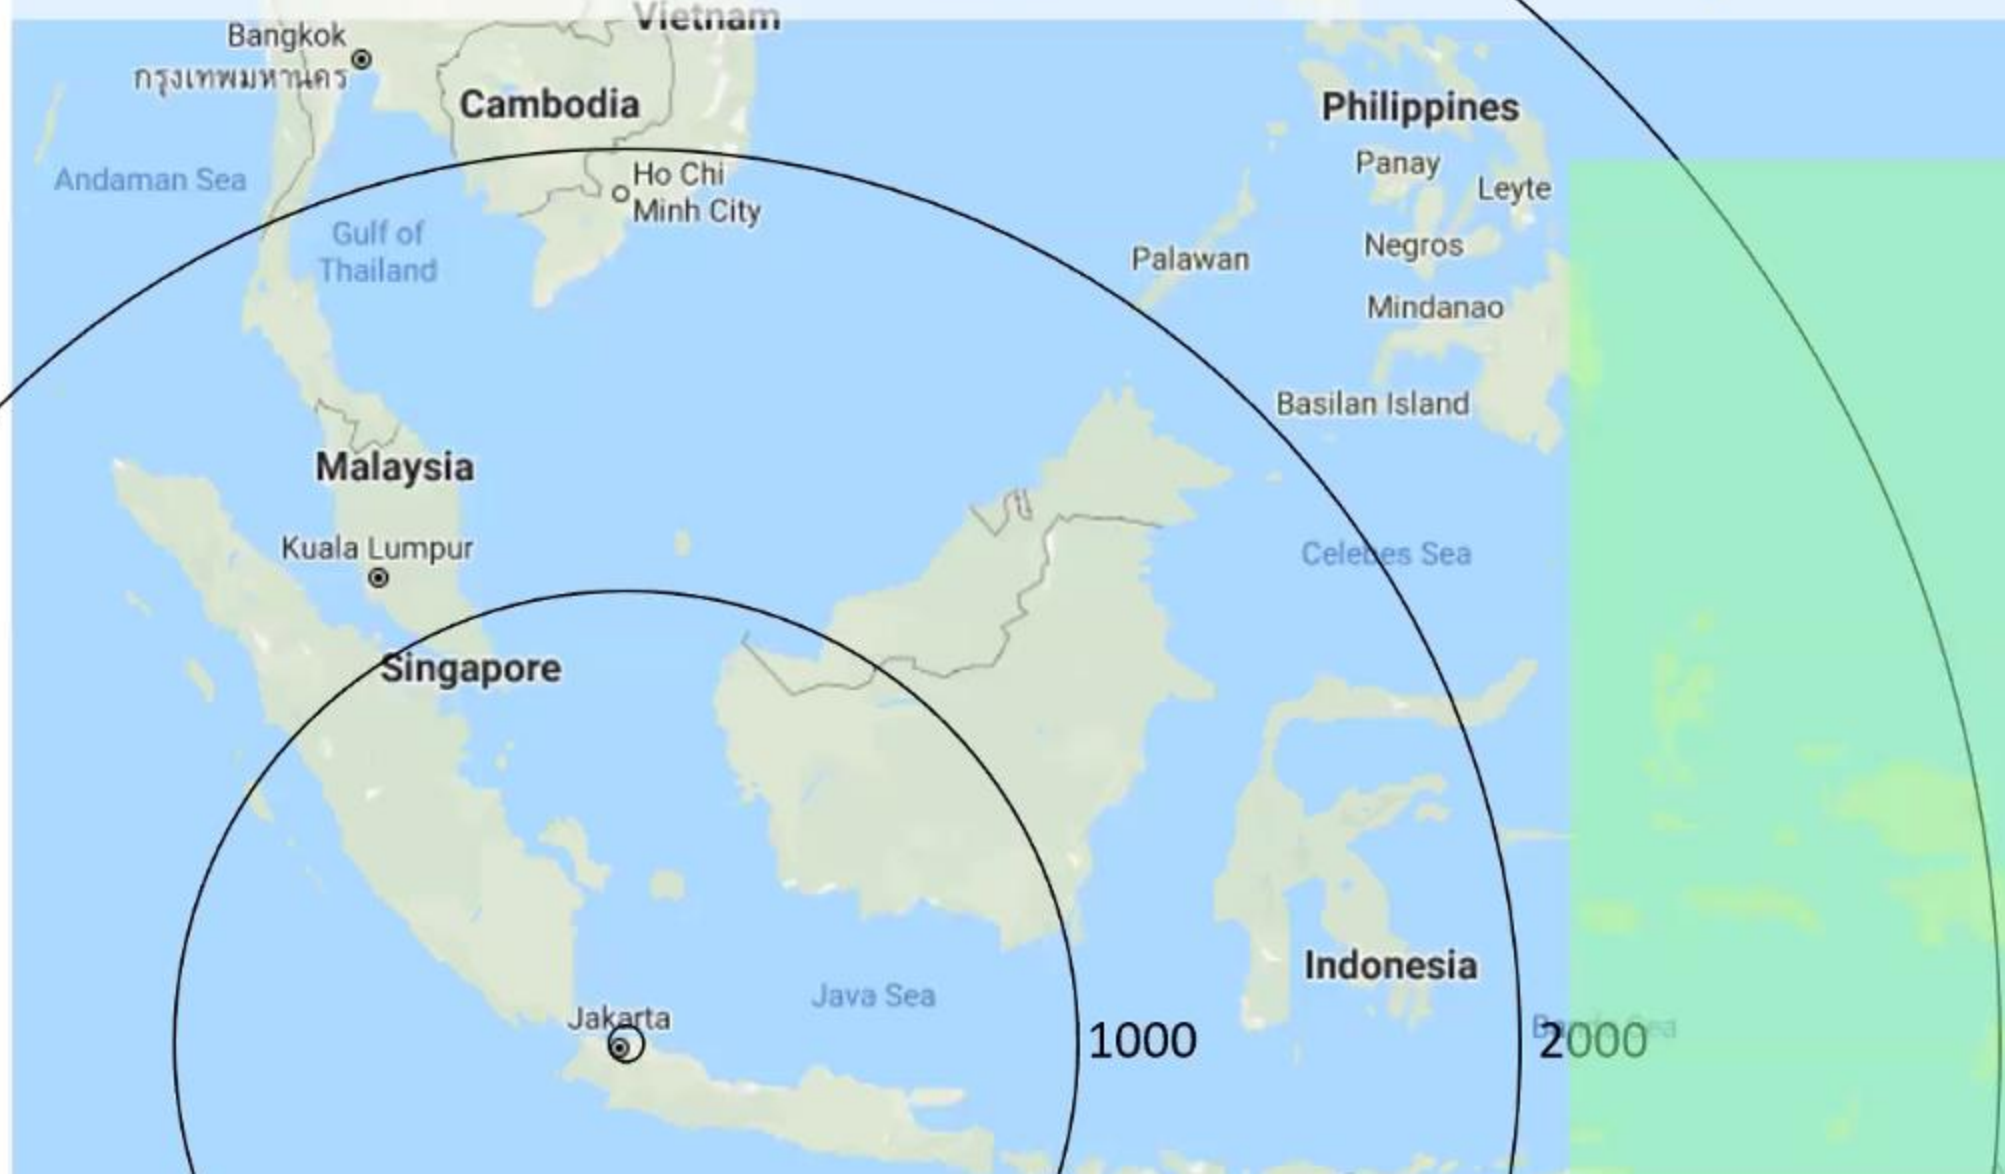 Vietnam
Bangkok
กรุงเทพมหานคร
Cambodia
Philippines
Panay
Andaman Sea
Ho Chi
Minh City
Leyte
Gulf of
Thailand
Palawan
Negros
Mindanao
Basilan Island
Malaysia
Kuala Lumpur
Celebes Sea
Singapore
Indonesia
Java Sea
Jakarta
1000
2000
Banda Sea